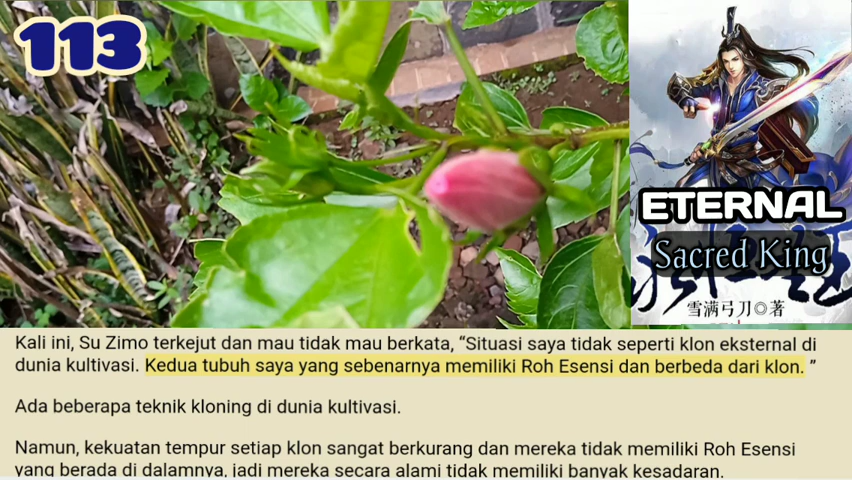 113
ETERNAL
Sacred King
雪满弓刀◎著
Kali ini, Su Zimo terkejut dan mau tidak mau berkata, “Situasi saya tidak seperti klon eksternal di
dunia kultivasi. Kedua tubuh saya yang sebenarnya memiliki Roh Esensi dan berbeda dari klon. ”
Ada beberapa teknik kloning di dunia kultivasi.
Namun, kekuatan tempur setiap klon sangat berkurang dan mereka tidak memiliki Roh Esensi
yang berada di dalamnya, jadi mereka secara alami tidak memiliki banyak kesadaran.